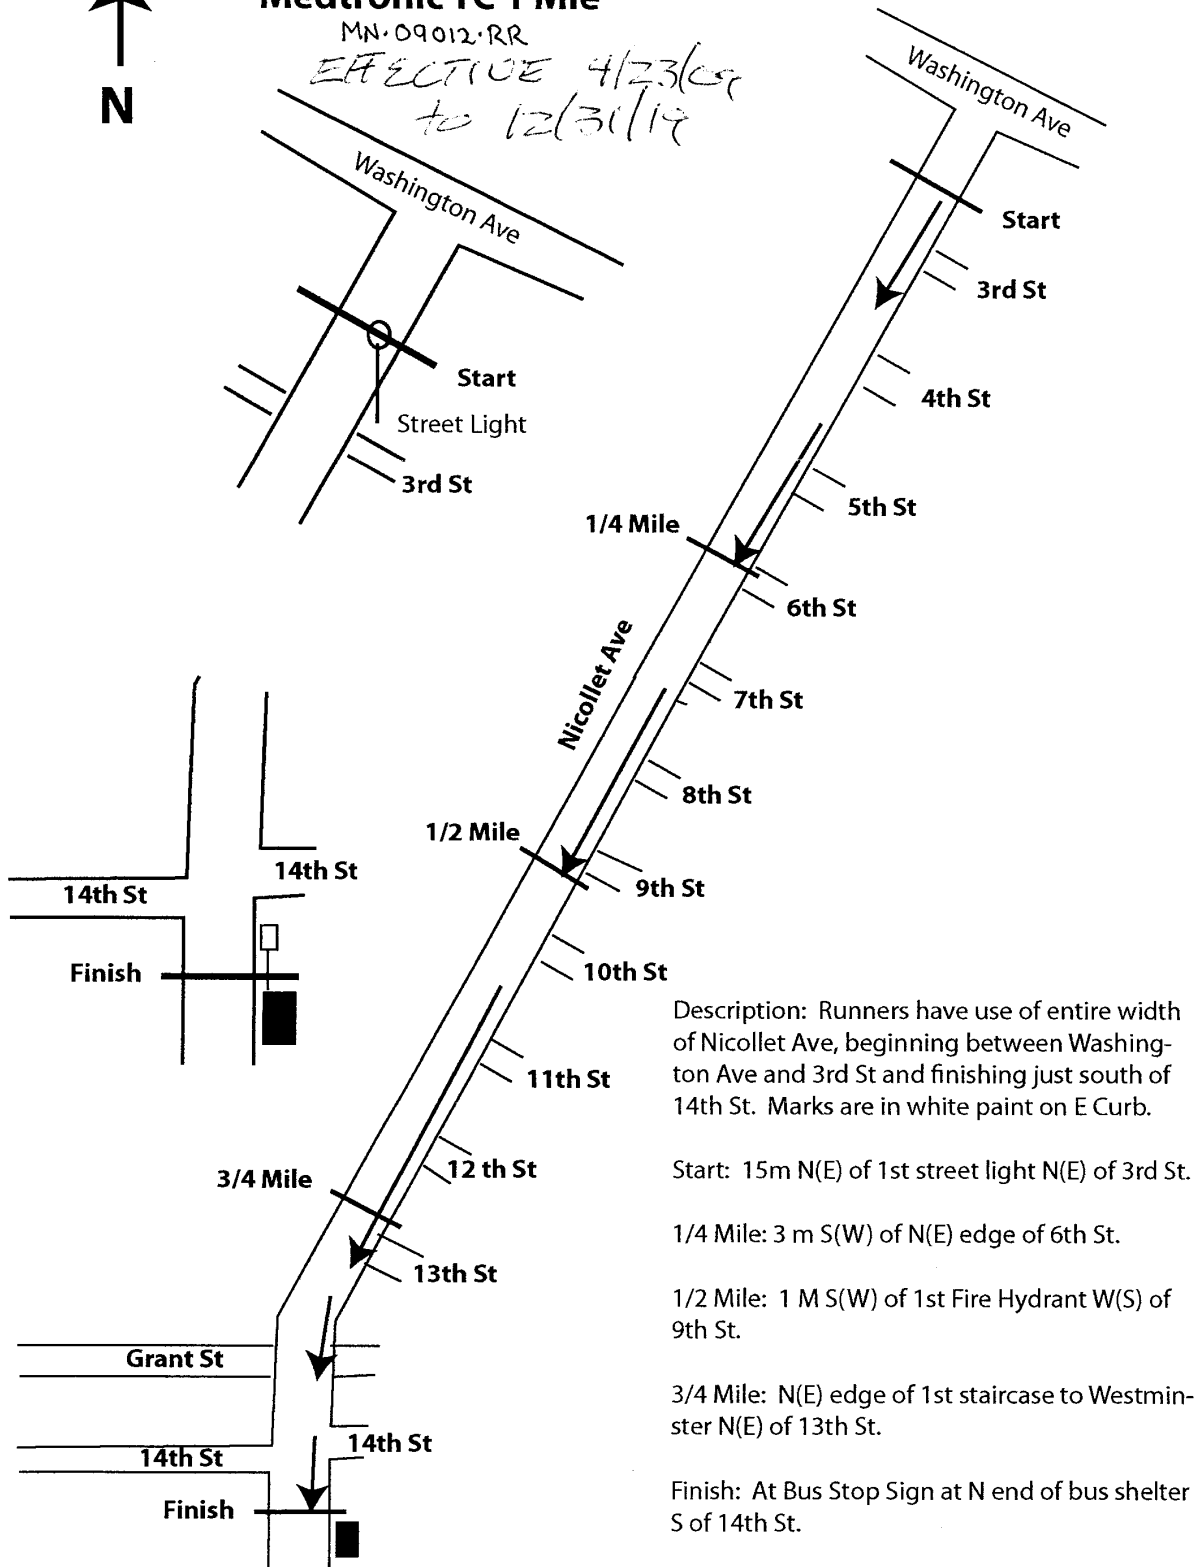 Medtronic TC 1 Mile
MN.09012.RR
EFFECTIVE 4/23/09
to 12/31/19
N
Washington Ave
Start
Street Light
3rd St
Washington Ave
Start
3rd St
4th St
5th St
1/4 Mile
6th St
Nicollet Ave
7th St
8th St
1/2 Mile
9th St
10th St
11th St
12 th St
3/4 Mile
13th St
Grant St
14th St
14th St
Finish
14th St
14th St
Finish
Description: Runners have use of entire width
of Nicollet Ave, beginning between Washing-
ton Ave and 3rd St and finishing just south of
14th St. Marks are in white paint on E Curb.
Start: 15m N(E) of 1st street light N(E) of 3rd St.
1/4 Mile: 3 m S(W) of N(E) edge of 6th St.
1/2 Mile: 1 M S(W) of 1st Fire Hydrant W(S) of
9th St.
3/4 Mile: N(E) edge of 1st staircase to Westmin-
ster N(E) of 13th St.
Finish: At Bus Stop Sign at N end of bus shelter
S of 14th St.